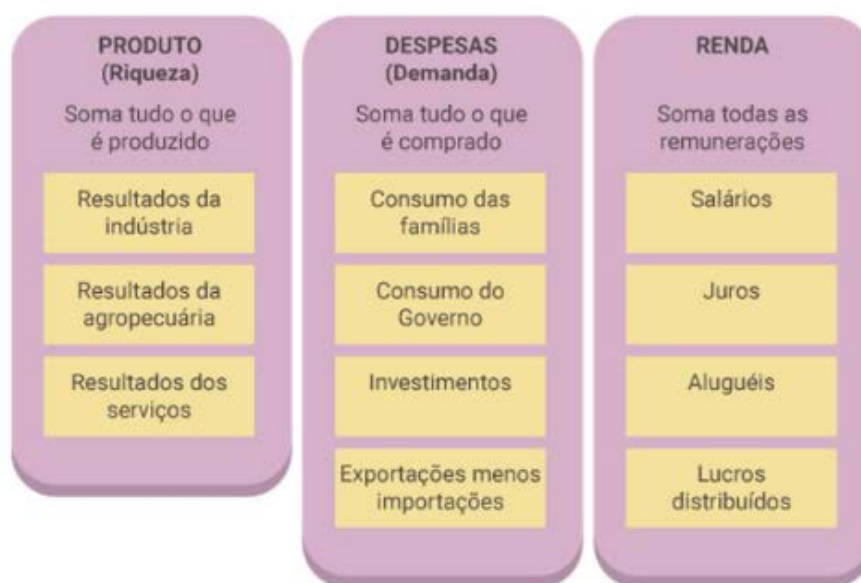 PRODUTO
(Riqueza)
Soma tudo o que
é produzido
Resultados da
indústria
Resultados da
agropecuária
Resultados dos
serviços
DESPESAS
(Demanda)
Soma tudo o que
é comprado
Consumo das
famílias
Consumo do
Governo
Investimentos
Exportações menos
importações
RENDA
Soma todas as
remunerações
Salários
Juros
Aluguéis
Lucros
distribuídos